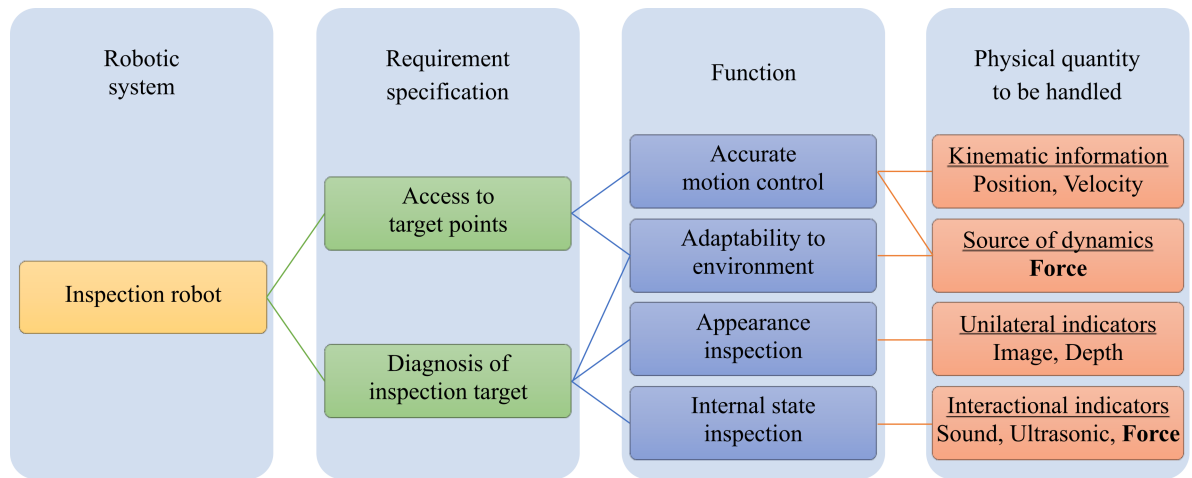 Robotic
system
Requirement
specification
Function
Physical quantity
to be handled
Inspection robot
Access to
target points
Diagnosis of
inspection target
Accurate
motion control
Adaptability to
environment
Appearance
inspection
Internal state
inspection
Kinematic information
Position, Velocity
Source of dynamics
Force
Unilateral indicators
Image, Depth
Interactional indicators
Sound, Ultrasonic, Force